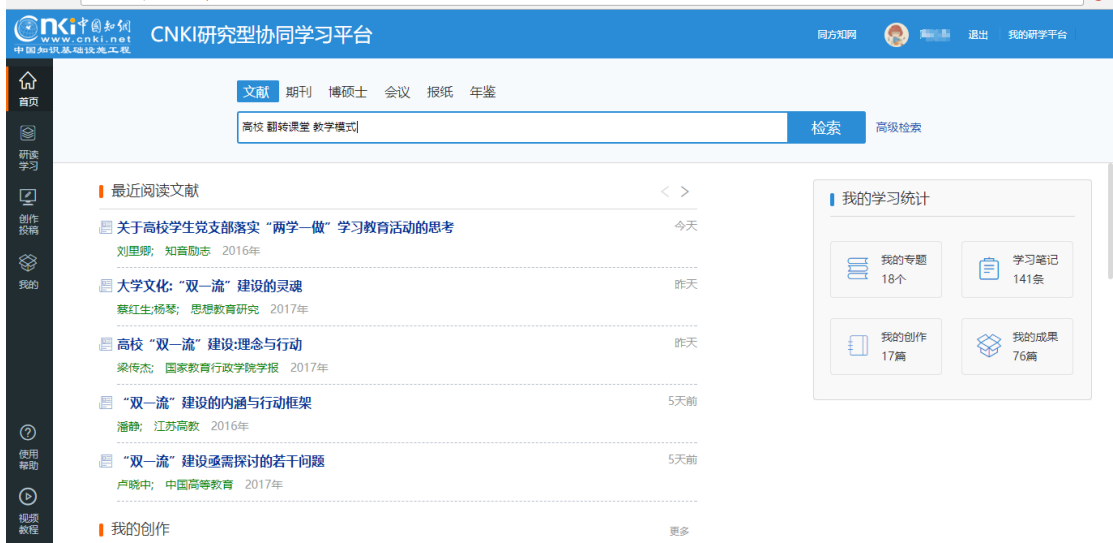 cnki中国知网
www.cnki.net
中国知识基础设施工程
CNKI研究型协同学习平台
同方知网
退出
我的研学平台
首页
研读
学习
创作
投稿
我的
使用
帮助
视频
教程
文献 期刊 博硕士 会议 报纸 年鉴
高校 翻转课堂 教学模式
检索
高级检索
最近阅读文献
< >
关于高校学生党支部落实“两学一做”学习教育活动的思考
今天
刘里卿; 知音励志 2016年
大学文化:“双一流”建设的灵魂
昨天
蔡红生;杨琴; 思想教育研究 2017年
高校“双一流”建设:理念与行动
昨天
梁传杰; 国家教育行政学院学报 2017年
“双一流”建设的内涵与行动框架
5天前
潘静; 江苏高教 2016年
“双一流”建设亟需探讨的若干问题
5天前
卢晓中; 中国高等教育 2017年
我的创作
更多
我的学习统计
我的专题
18个
学习笔记
141条
我的创作
17篇
我的成果
76篇